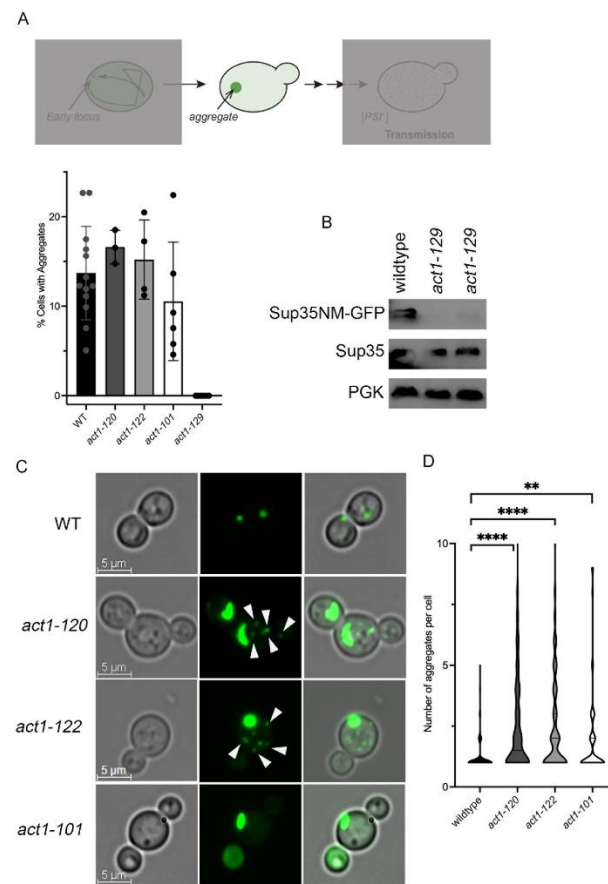 A
Early focus
aggregate
[PSI⁺]
Transmission
% Cells with Aggregates
20
10
0
WT
act1-120
act1-122
act1-101
act1-129
B
wildtype
act1-129
act1-129
Sup35NM-GFP
Sup35
PGK
C
WT
5 µm
act1-120
5 µm
act1-122
5 µm
act1-101
5 µm
D
**
****
****
Number of aggregates per cell
10
5
0
wildtype
act1-120
act1-122
act1-101